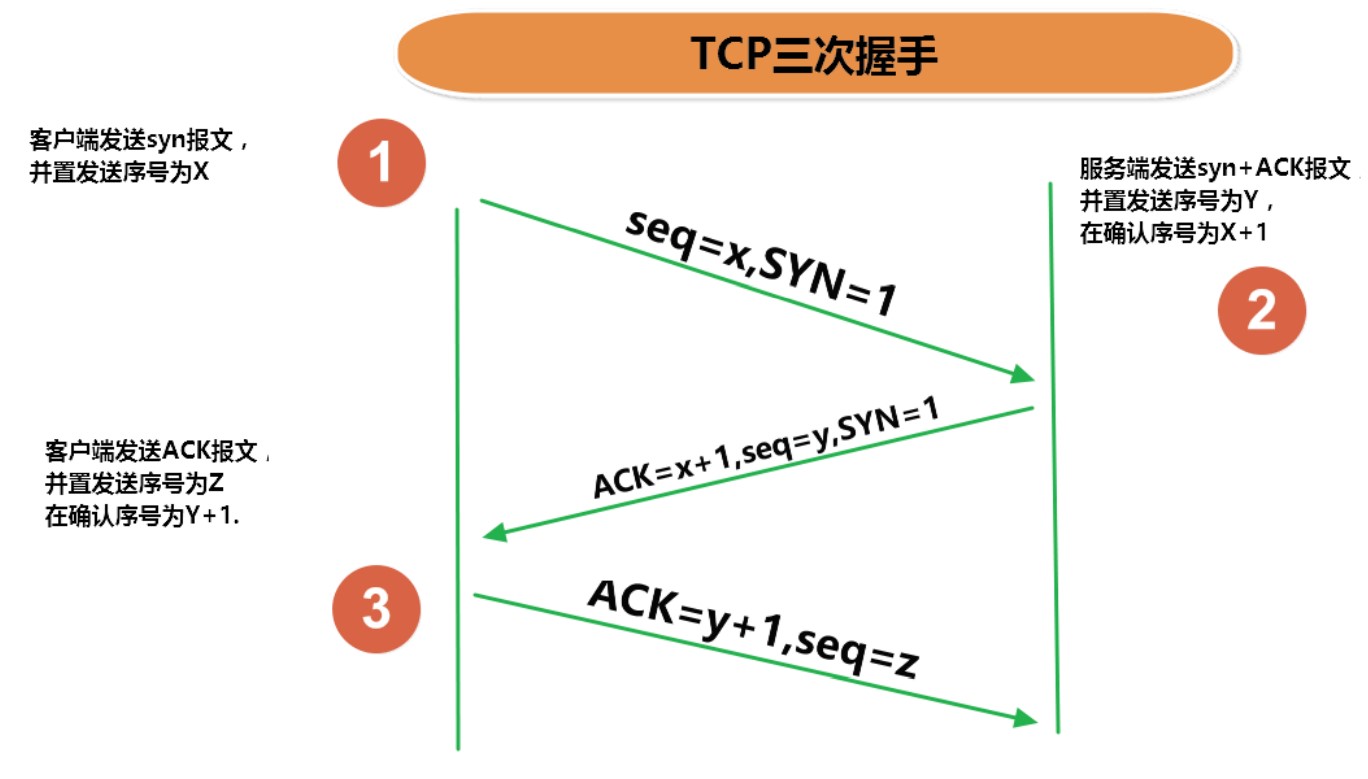 TCP三次握手
客户端发送syn报文，
并置发送序号为X
1
服务端发送syn+ACK报文，
并置发送序号为Y，
在确认序号为X+1
2
seq=x,SYN=1
ACK=x+1,seq=y,SYN=1
客户端发送ACK报文，
并置发送序号为Z
在确认序号为Y+1.
3
ACK=y+1,seq=z